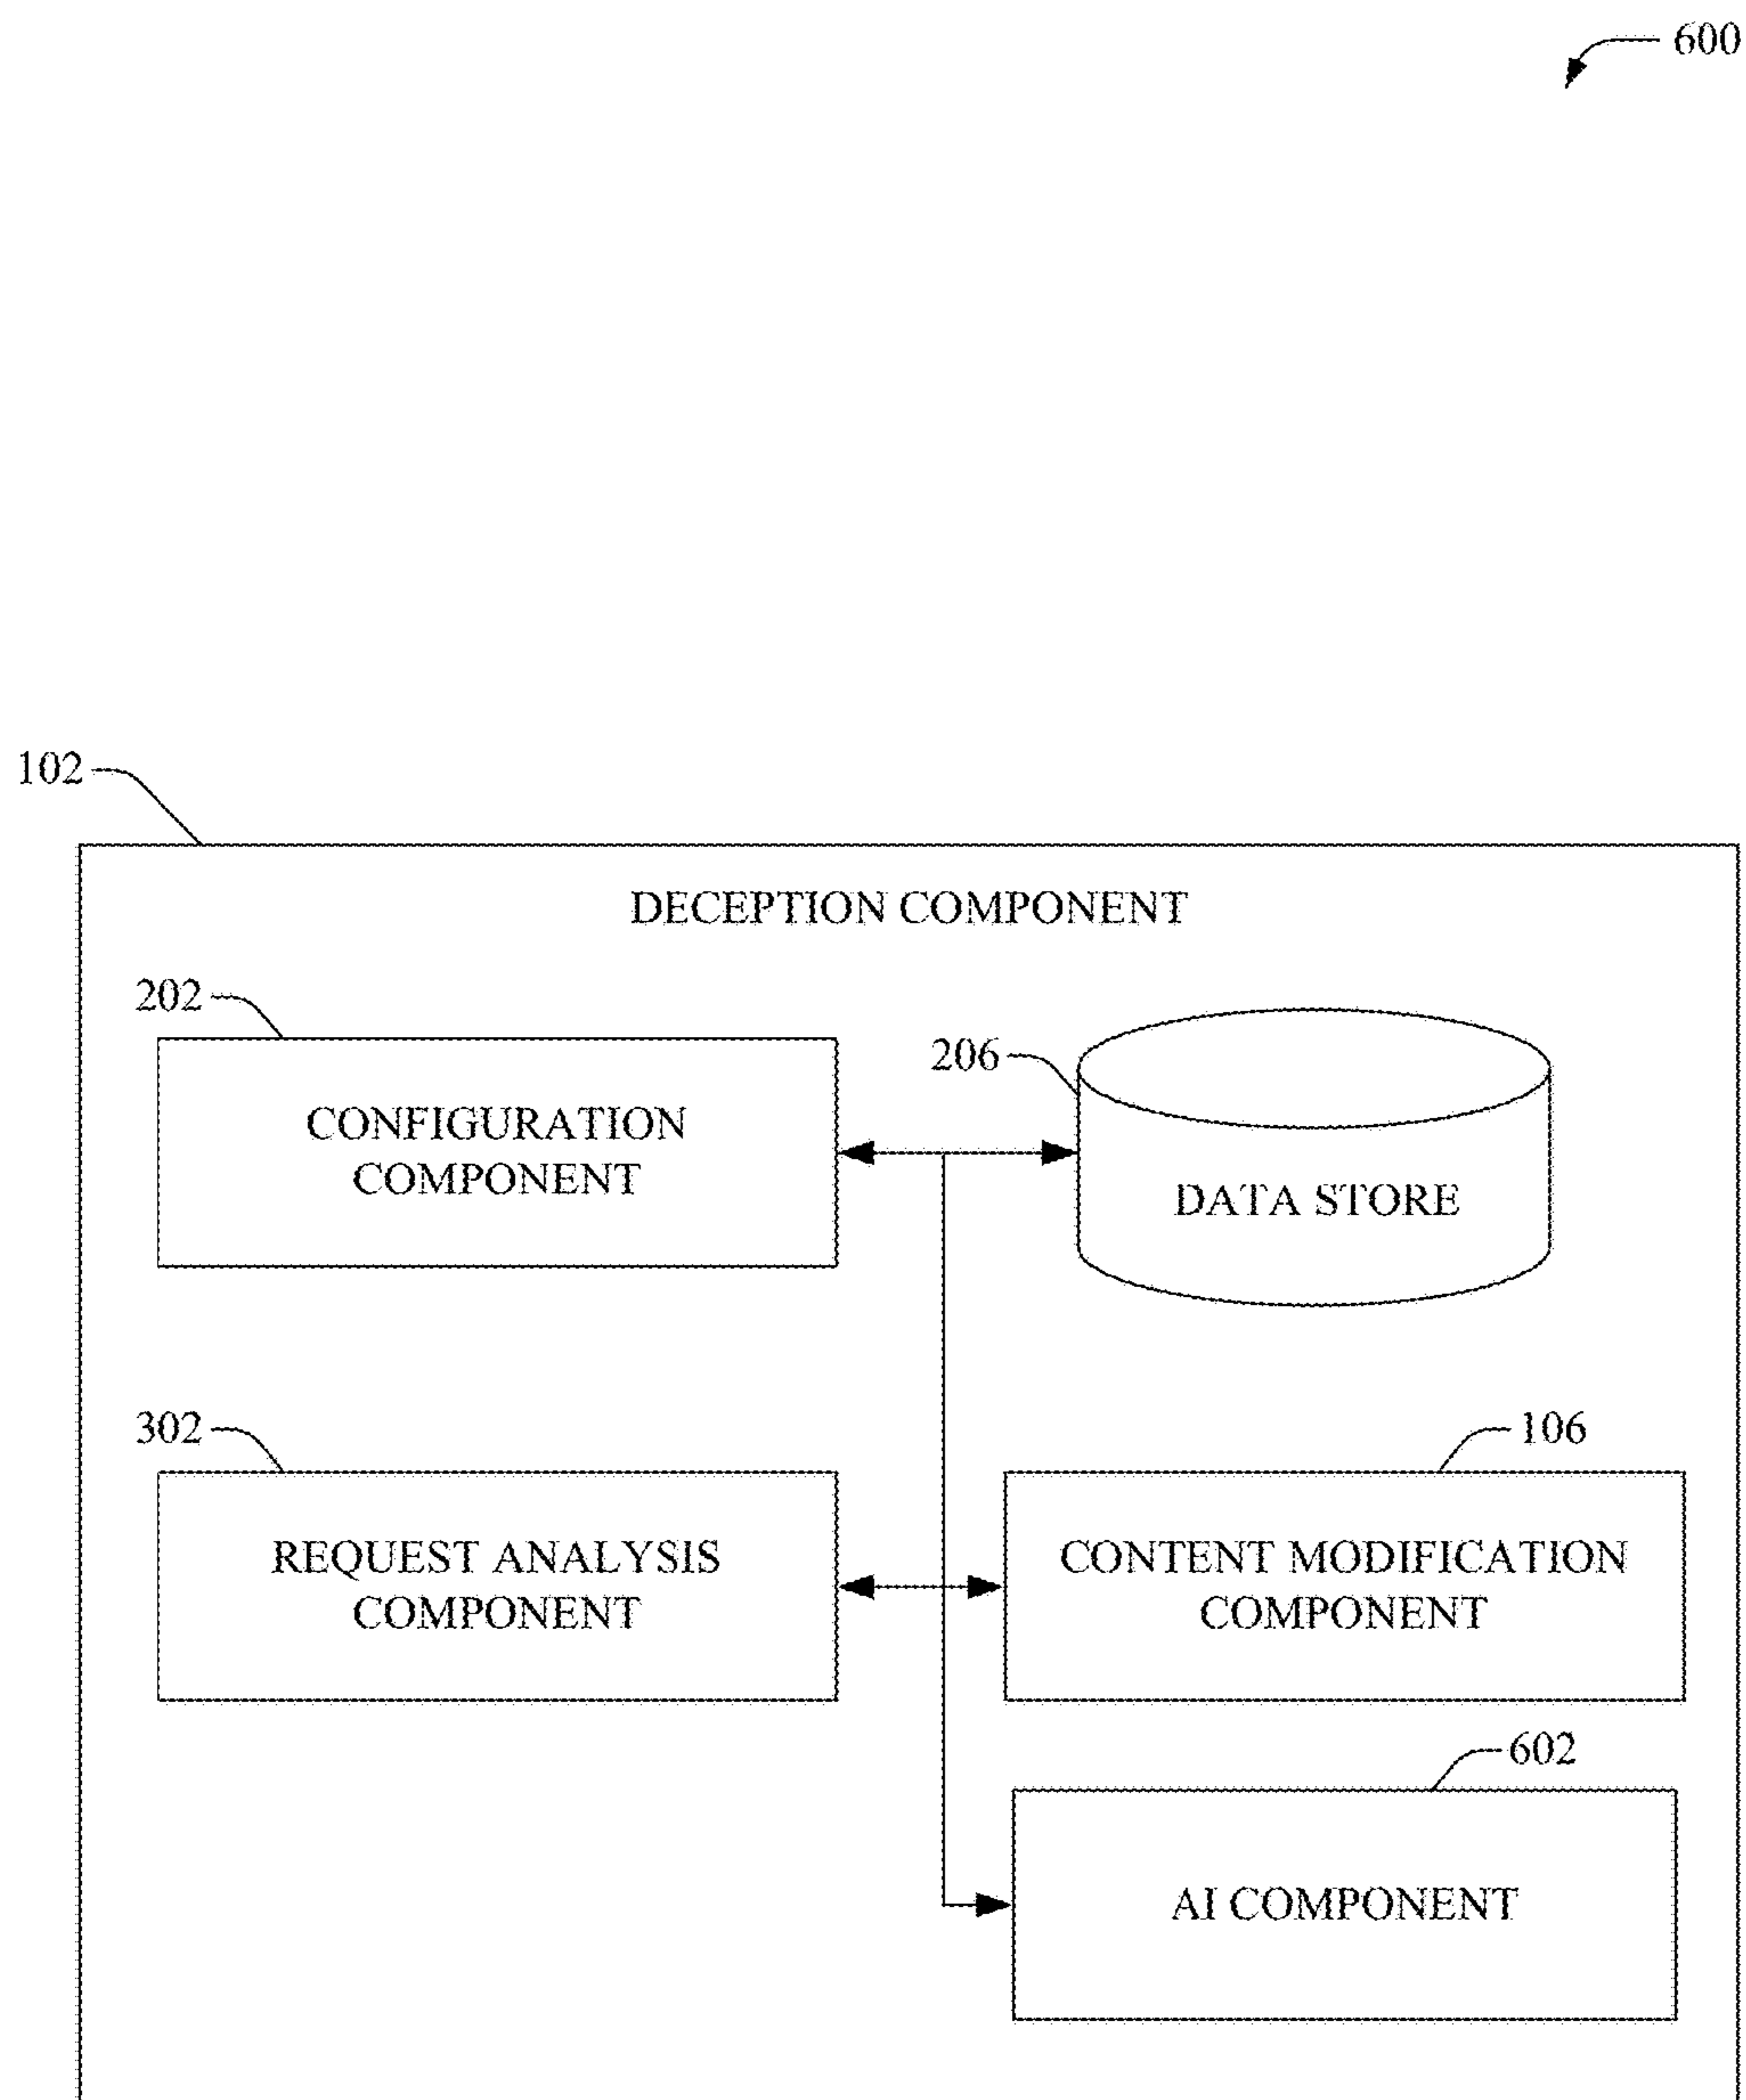 600
102
DECEPTION COMPONENT
202
206
CONFIGURATION
COMPONENT
DATA STORE
302
106
REQUEST ANALYSIS
COMPONENT
CONTENT MODIFICATION
COMPONENT
602
AI COMPONENT